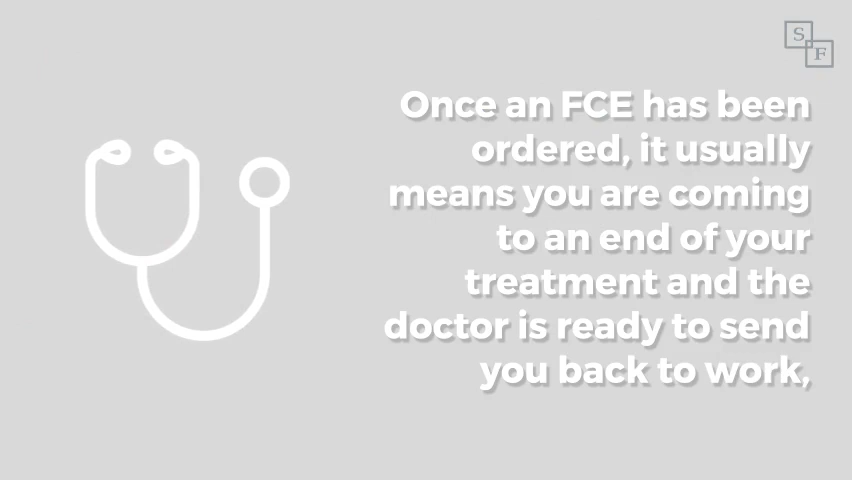 S
F
Once an FCE has been
ordered, it usually
means you are coming
to an end of your
treatment and the
doctor is ready to send
you back to work,